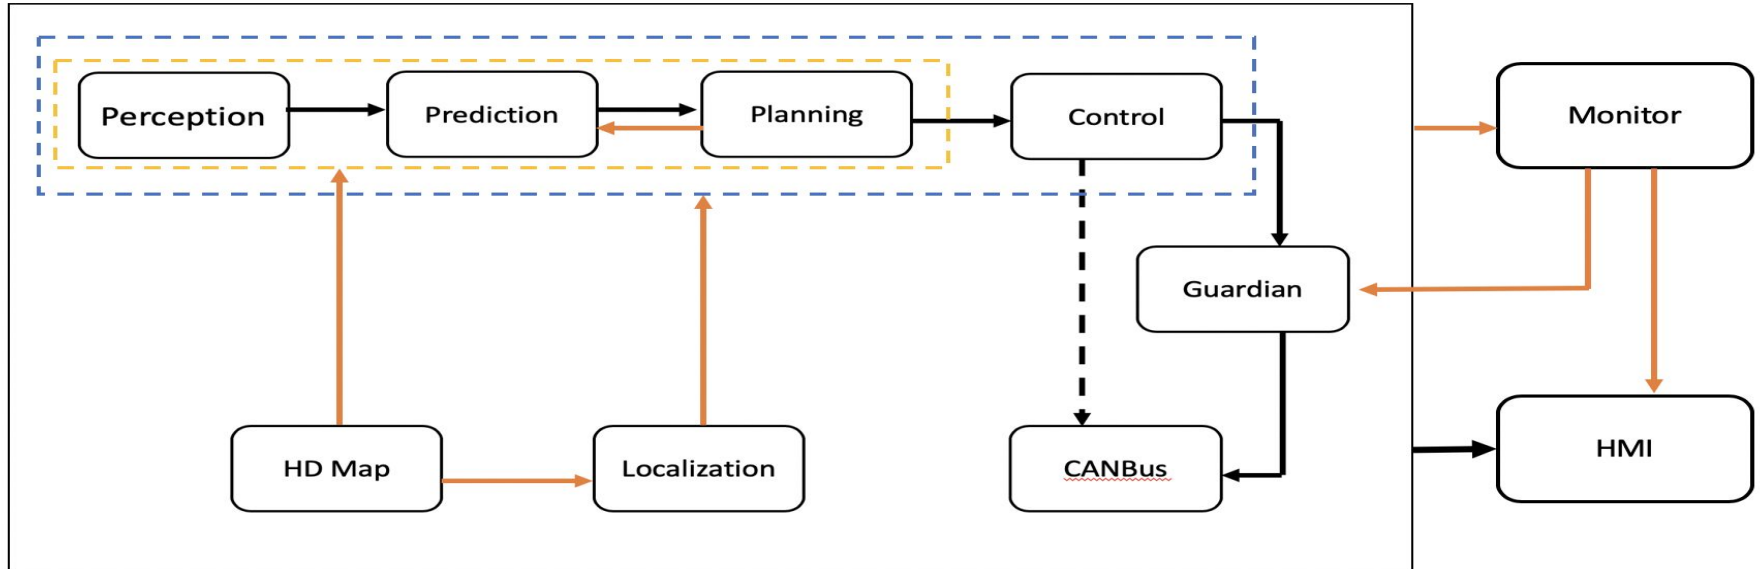 Perception
Prediction
Planning
Control
Monitor
Guardian
HD Map
Localization
CANBus
HMI